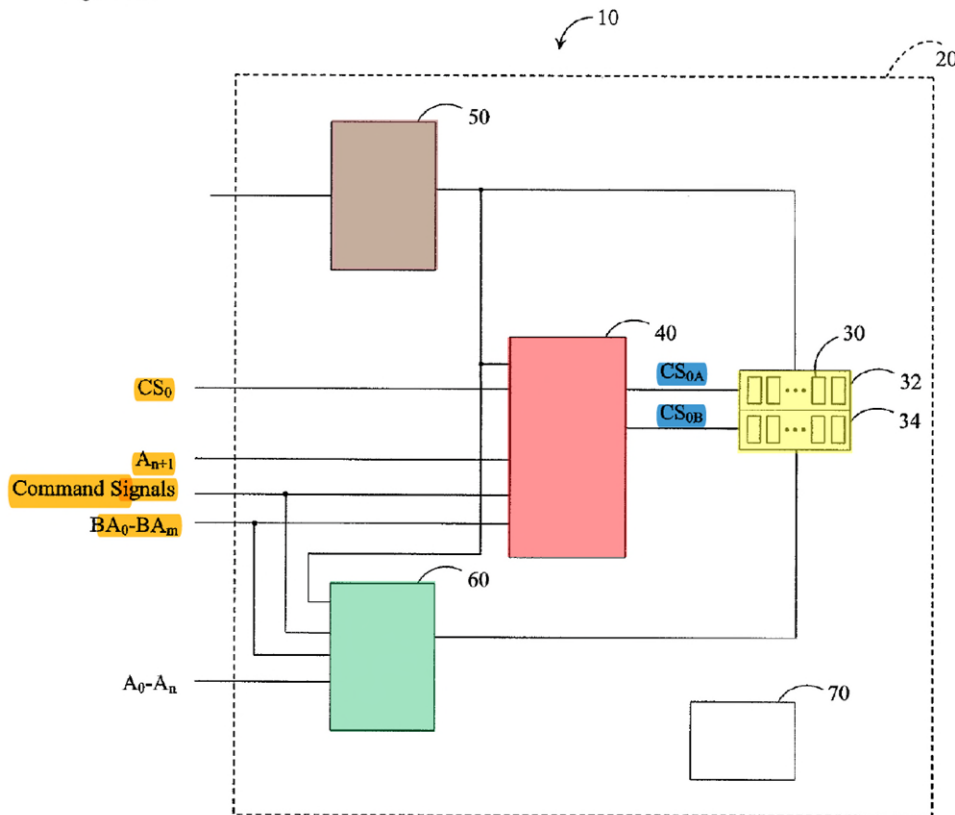 10
20
50
40
CS0A
30
CS0
32
CS0B
34
An+1
Command Signals
BA0-BAm
60
A0-An
70